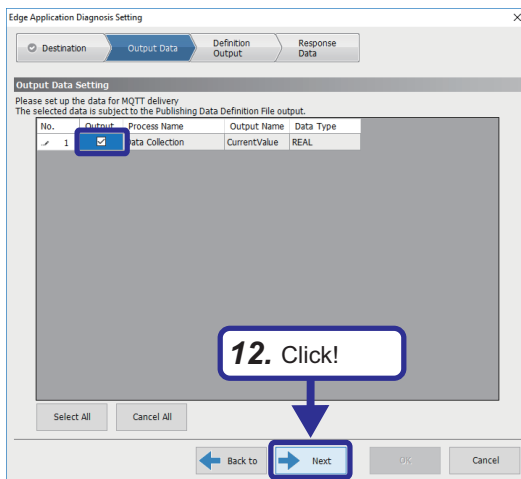 Edge Application Diagnosis Setting
Destination
Output Data
Definition Output
Response Data
Output Data Setting
Please set up the data for MQTT delivery
The selected data is subject to the Publishing Data Definition File output.
No. Output Process Name Output Name Data Type
1 Data Collection CurrentValue REAL
12. Click!
Select All Cancel All
Back to Next OK Cancel